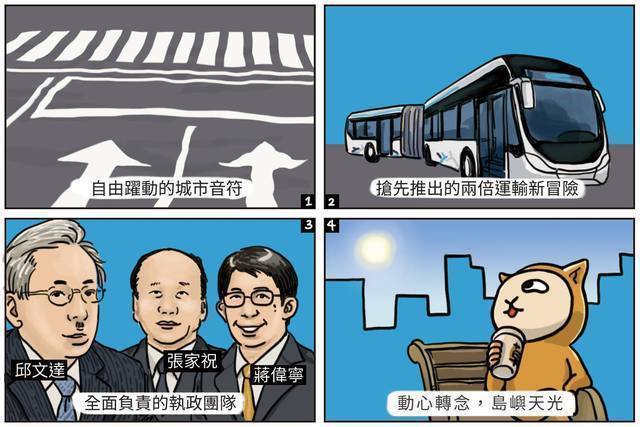 自由躍動的城市音符
1
2
搶先推出的兩倍運輸新冒險
3
邱文達
張家祝
蔣偉寧
全面負責的執政團隊
4
動心轉念，島嶼天光